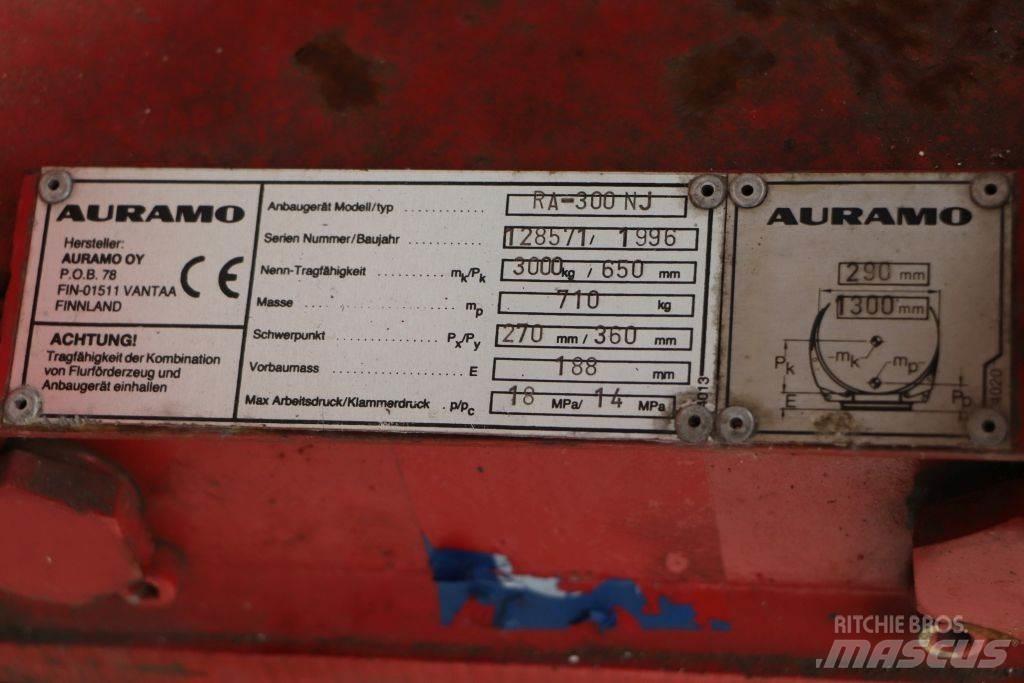 AURAMO
Hersteller:
AURAMO OY
P.O.B. 78
FIN-01511 VANTAA
FINNLAND
CE
ACHTUNG!
Tragfähigkeit der Kombination
von Flurförderzeug und
Anbaugerät einhalten
Anbaugerät Modell/typ RA-300 NJ
Serien Nummer/Baujahr 128571/ 1996
Nenn-Tragfähigkeit mk/Pk 3000 kg / 650 mm
Masse mp 710 kg
Schwerpunkt Px/Py 270 mm / 360 mm
Vorbaumass E 188 mm
Max Arbeitsdruck/Klammerdruck p/pc 18 MPa/ 14 MPa
4013
AURAMO
290 mm
1300 mm
Pk mk mp
E Pp
4020
RITCHIE BROS.
MASCUS